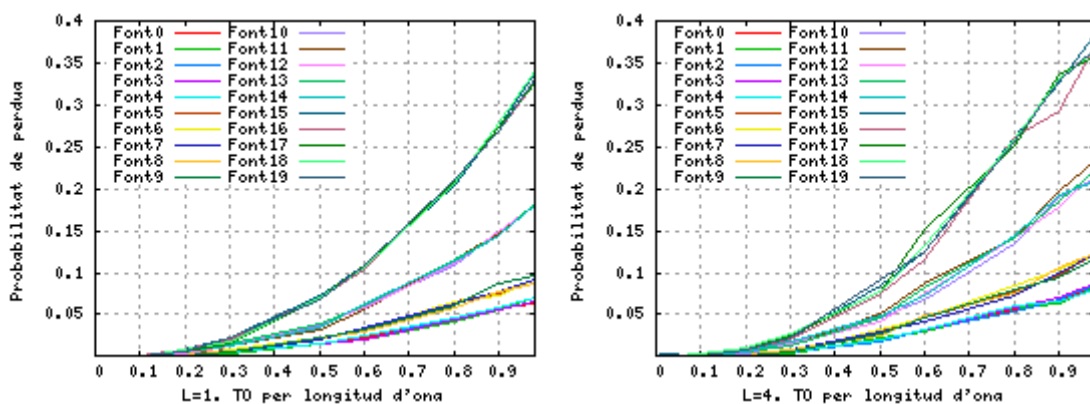 0.4
0.35
0.3
0.25
0.2
0.15
0.1
0.05
Probabilitat de perdua
Font0 Font10
Font1 Font11
Font2 Font12
Font3 Font13
Font4 Font14
Font5 Font15
Font6 Font16
Font7 Font17
Font8 Font18
Font9 Font19
0 0.1 0.2 0.3 0.4 0.5 0.6 0.7 0.8 0.9
L=1. T0 per longitud d'ona
0.4
0.35
0.3
0.25
0.2
0.15
0.1
0.05
Probabilitat de perdua
Font0 Font10
Font1 Font11
Font2 Font12
Font3 Font13
Font4 Font14
Font5 Font15
Font6 Font16
Font7 Font17
Font8 Font18
Font9 Font19
0 0.1 0.2 0.3 0.4 0.5 0.6 0.7 0.8 0.9
L=4. T0 per longitud d'ona